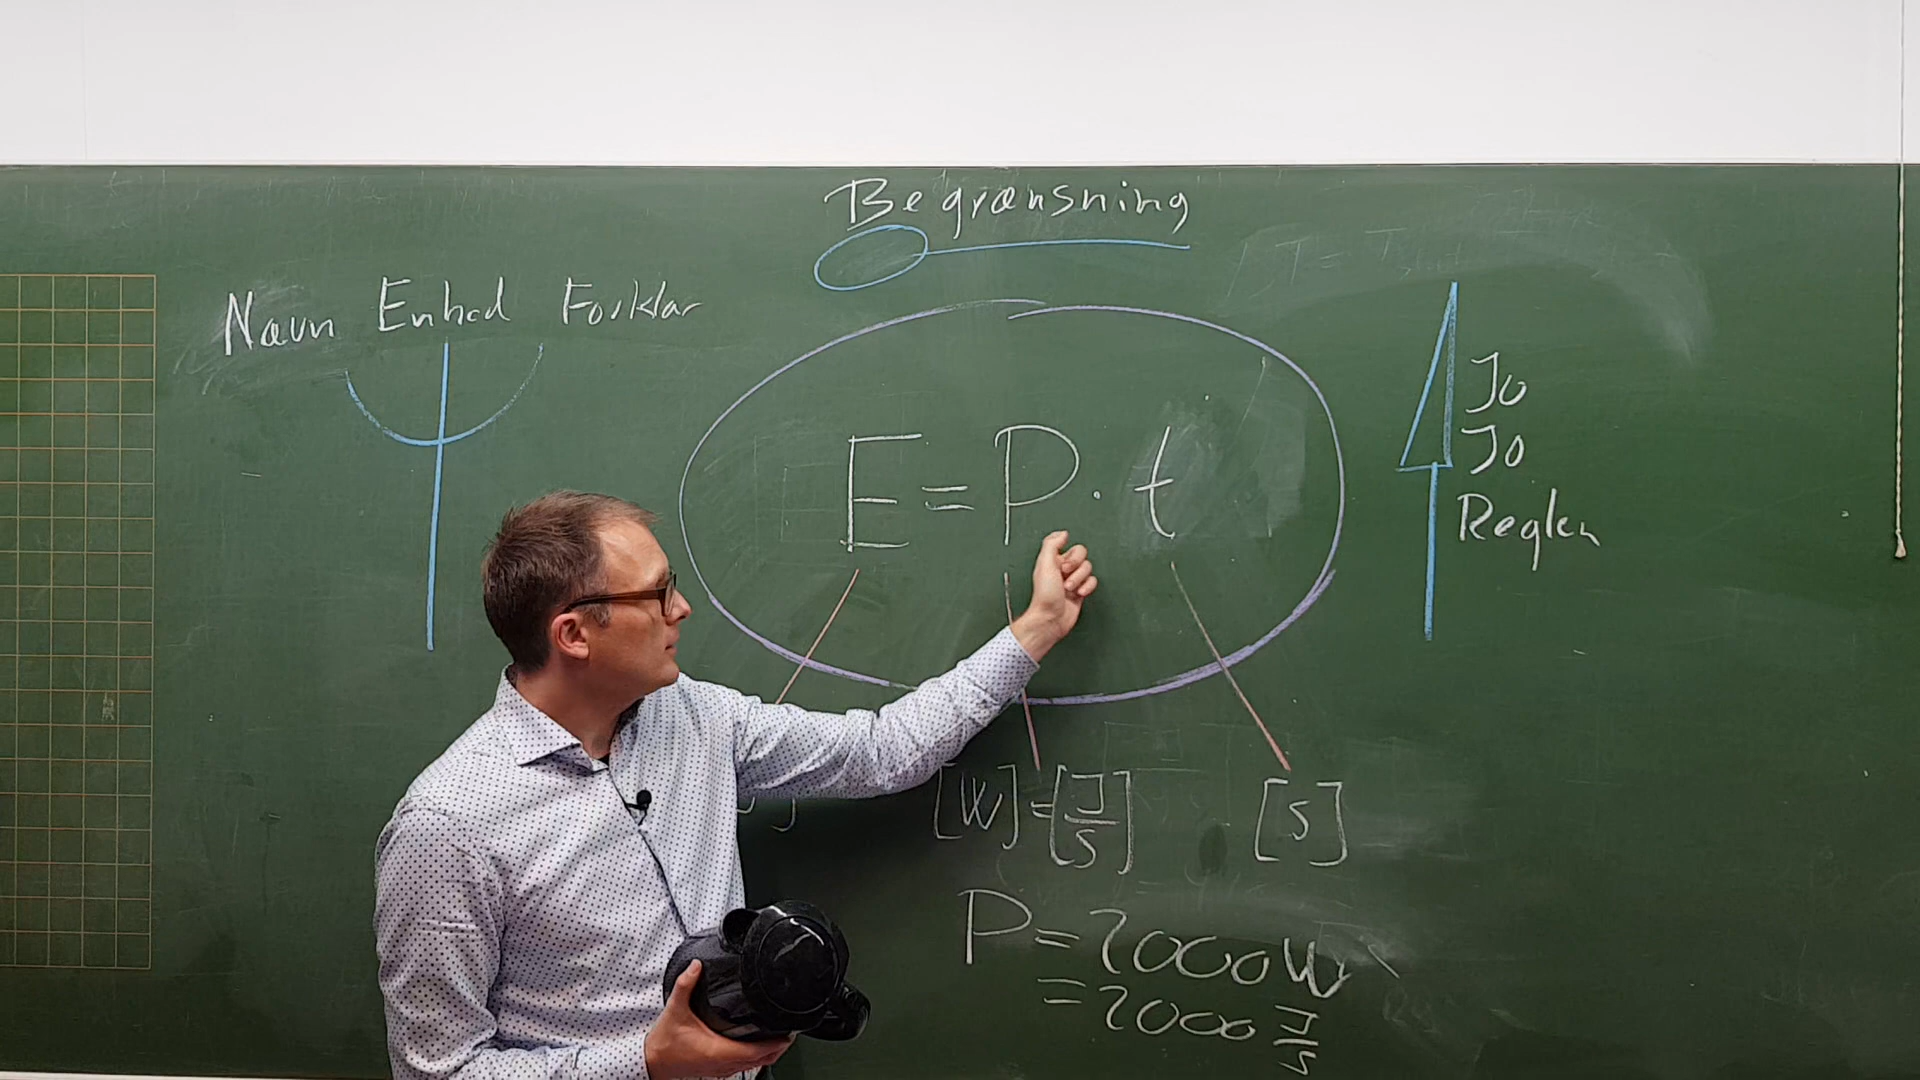 Begrænsning
Navn Enhed Forklar
E = P · t
Jo
Jo
Reglen
[W] = [J/s]
[s]
P = 2000 W
= 2000 J/s